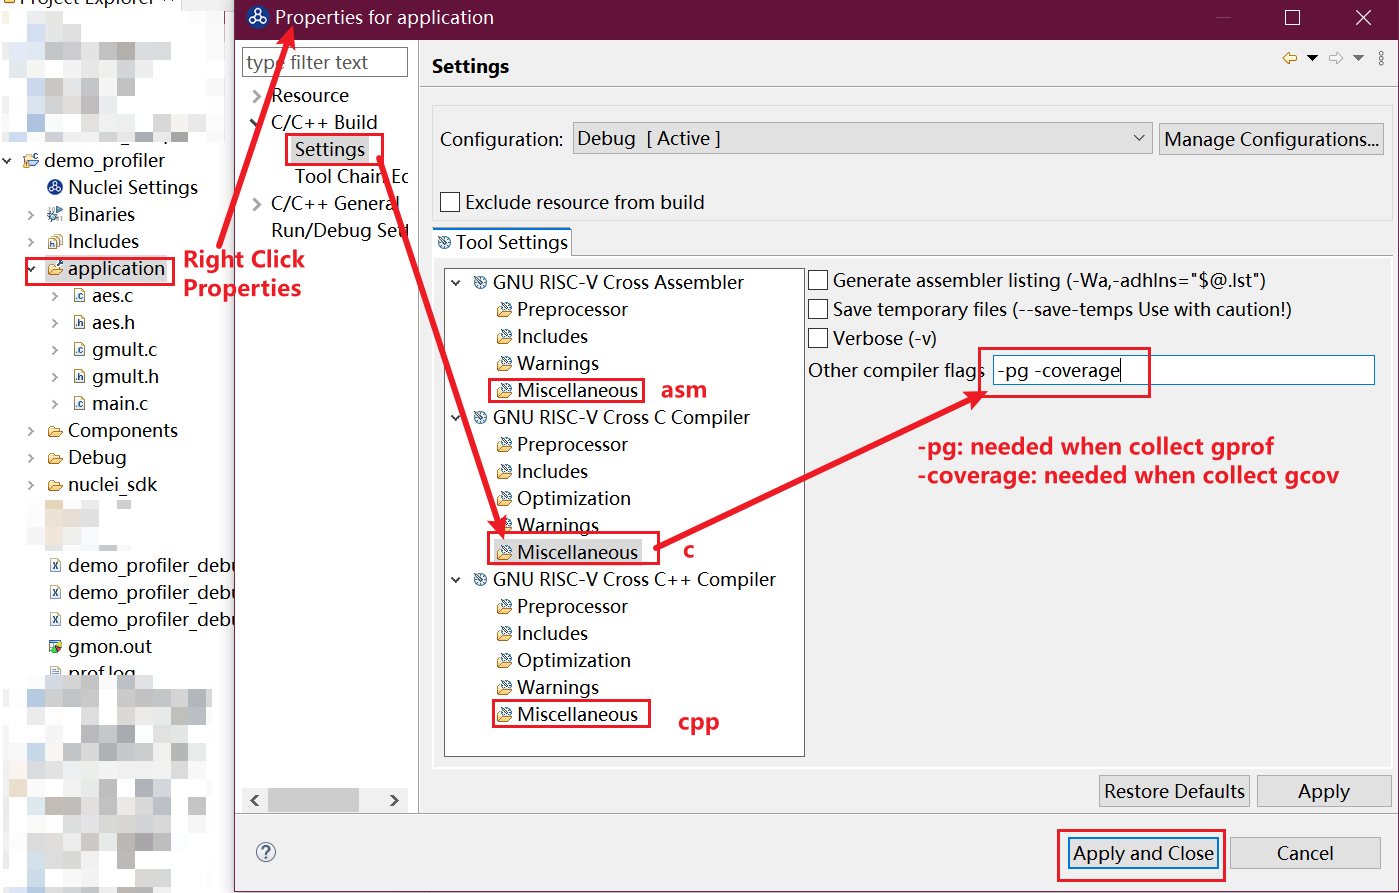 Project Explorer
demo_profiler
Nuclei Settings
Binaries
Includes
application
aes.c
aes.h
gmult.c
gmult.h
main.c
Components
Debug
nuclei_sdk
demo_profiler_debu
demo_profiler_debu
demo_profiler_debu
gmon.out
prof.log
Right Click
Properties
Properties for application
type filter text
Resource
C/C++ Build
Settings
Tool Chain Ec
C/C++ General
Run/Debug Sett
Settings
Configuration:
Debug [ Active ]
Manage Configurations...
Exclude resource from build
Tool Settings
GNU RISC-V Cross Assembler
Preprocessor
Includes
Warnings
Miscellaneous
asm
GNU RISC-V Cross C Compiler
Preprocessor
Includes
Optimization
Warnings
Miscellaneous
c
GNU RISC-V Cross C++ Compiler
Preprocessor
Includes
Optimization
Warnings
Miscellaneous
cpp
Generate assembler listing (-Wa,-adhlns="$@.lst")
Save temporary files (--save-temps Use with caution!)
Verbose (-v)
Other compiler flags
-pg -coverage
-pg: needed when collect gprof
-coverage: needed when collect gcov
Restore Defaults
Apply
?
Apply and Close
Cancel